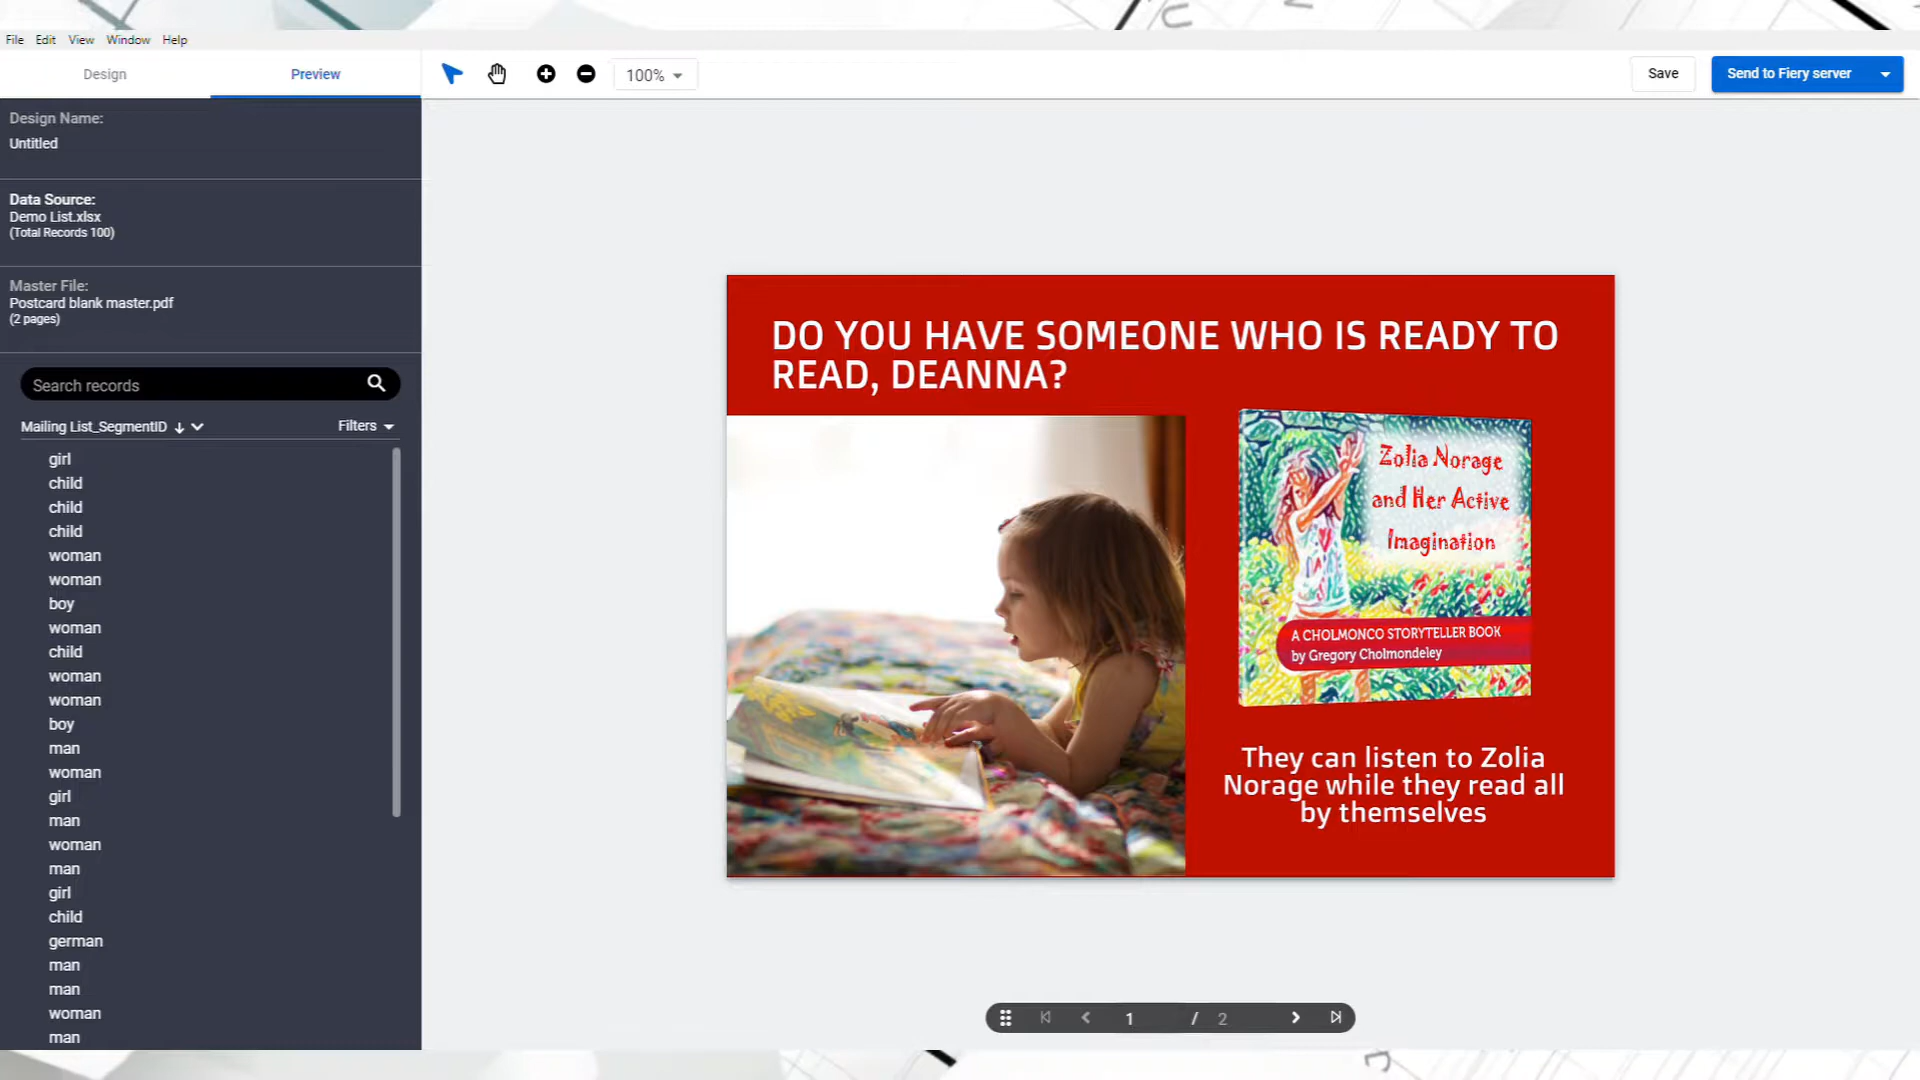 File Edit View Window Help
Design Preview 100% Save Send to Fiery server
Design Name:
Untitled
Data Source:
Demo List.xlsx
(Total Records 100)
Master File:
Postcard blank master.pdf
(2 pages)
Search records
Mailing List_SegmentID Filters
girl
child
child
child
woman
woman
boy
woman
child
woman
woman
boy
man
woman
girl
man
woman
man
girl
child
german
man
man
woman
man
DO YOU HAVE SOMEONE WHO IS READY TO
READ, DEANNA?
Zolia Norage
and Her Active
Imagination
A CHOLMONCO STORYTELLER BOOK
by Gregory Cholmondeley
They can listen to Zolia
Norage while they read all
by themselves
1 / 2